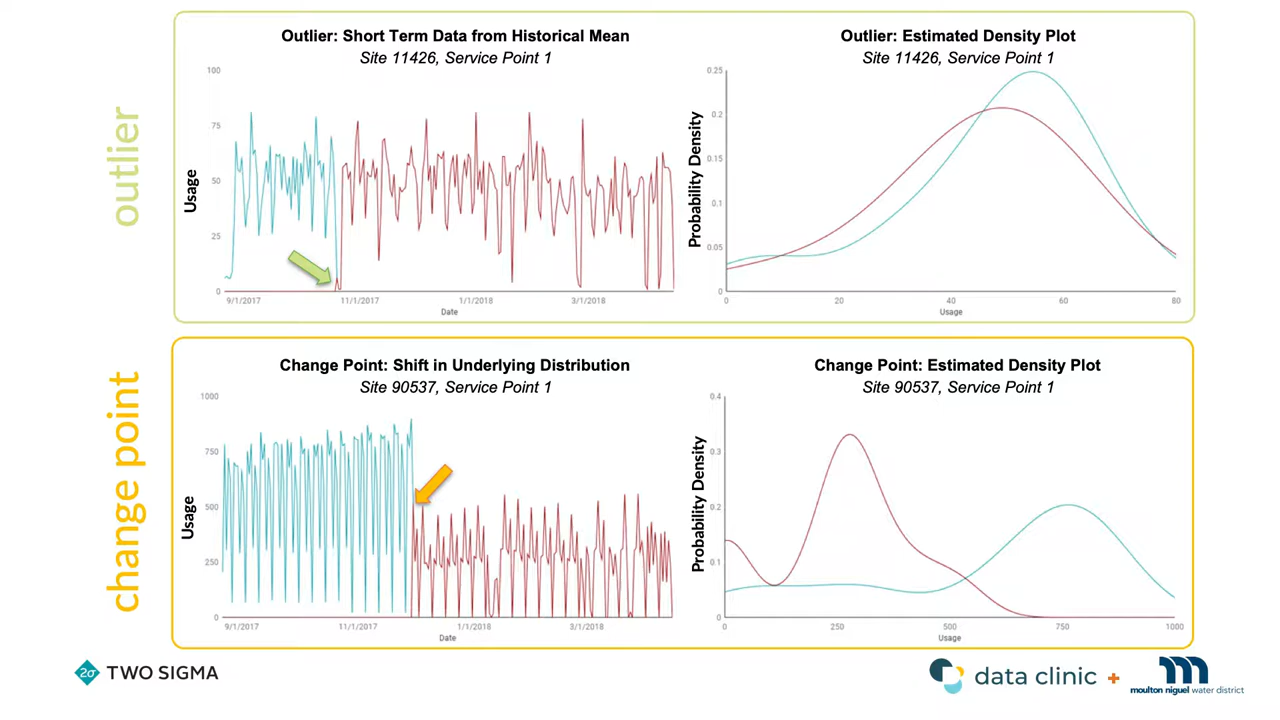 outlier
Outlier: Short Term Data from Historical Mean
Site 11426, Service Point 1
100
75
50
25
0
Usage
9/1/2017
11/1/2017
1/1/2018
3/1/2018
Date
Outlier: Estimated Density Plot
Site 11426, Service Point 1
0.25
0.2
0.15
0.1
0.05
0
Probability Density
0
20
40
60
80
Usage
change point
Change Point: Shift in Underlying Distribution
Site 90537, Service Point 1
1000
750
500
250
0
Usage
9/1/2017
11/1/2017
1/1/2018
3/1/2018
Date
Change Point: Estimated Density Plot
Site 90537, Service Point 1
0.4
0.3
0.2
0.1
0
Probability Density
0
250
500
750
1000
Usage
2σ TWO SIGMA
data clinic +
moulton niguel water district